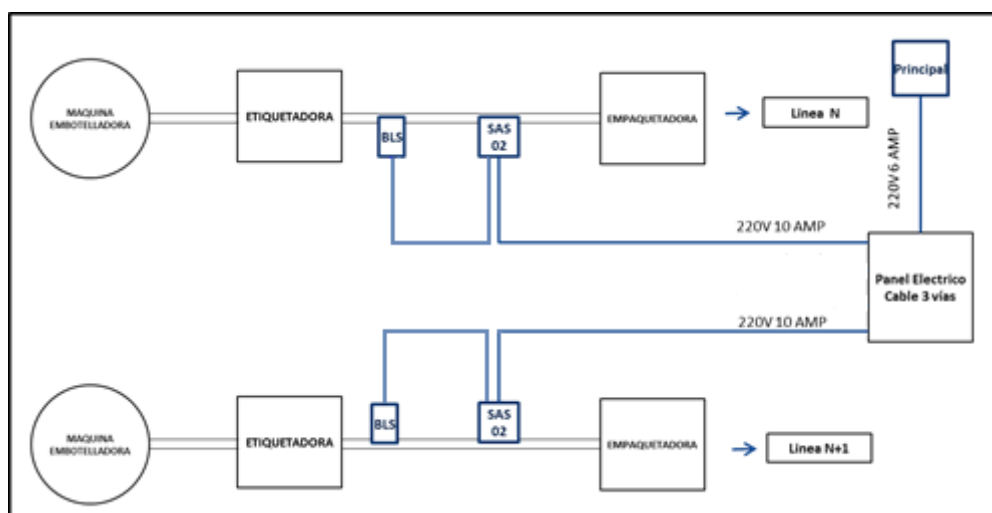 MAQUINA
EMBOTELLADORA
ETIQUETADORA
BLS
SAS
02
EMPAQUETADORA
Linea N
Principal
220V 6 AMP
220V 10 AMP
Panel Electrico
Cable 3 vías
220V 10 AMP
MAQUINA
EMBOTELLADORA
ETIQUETADORA
BLS
SAS
02
EMPAQUETADORA
Linea N+1